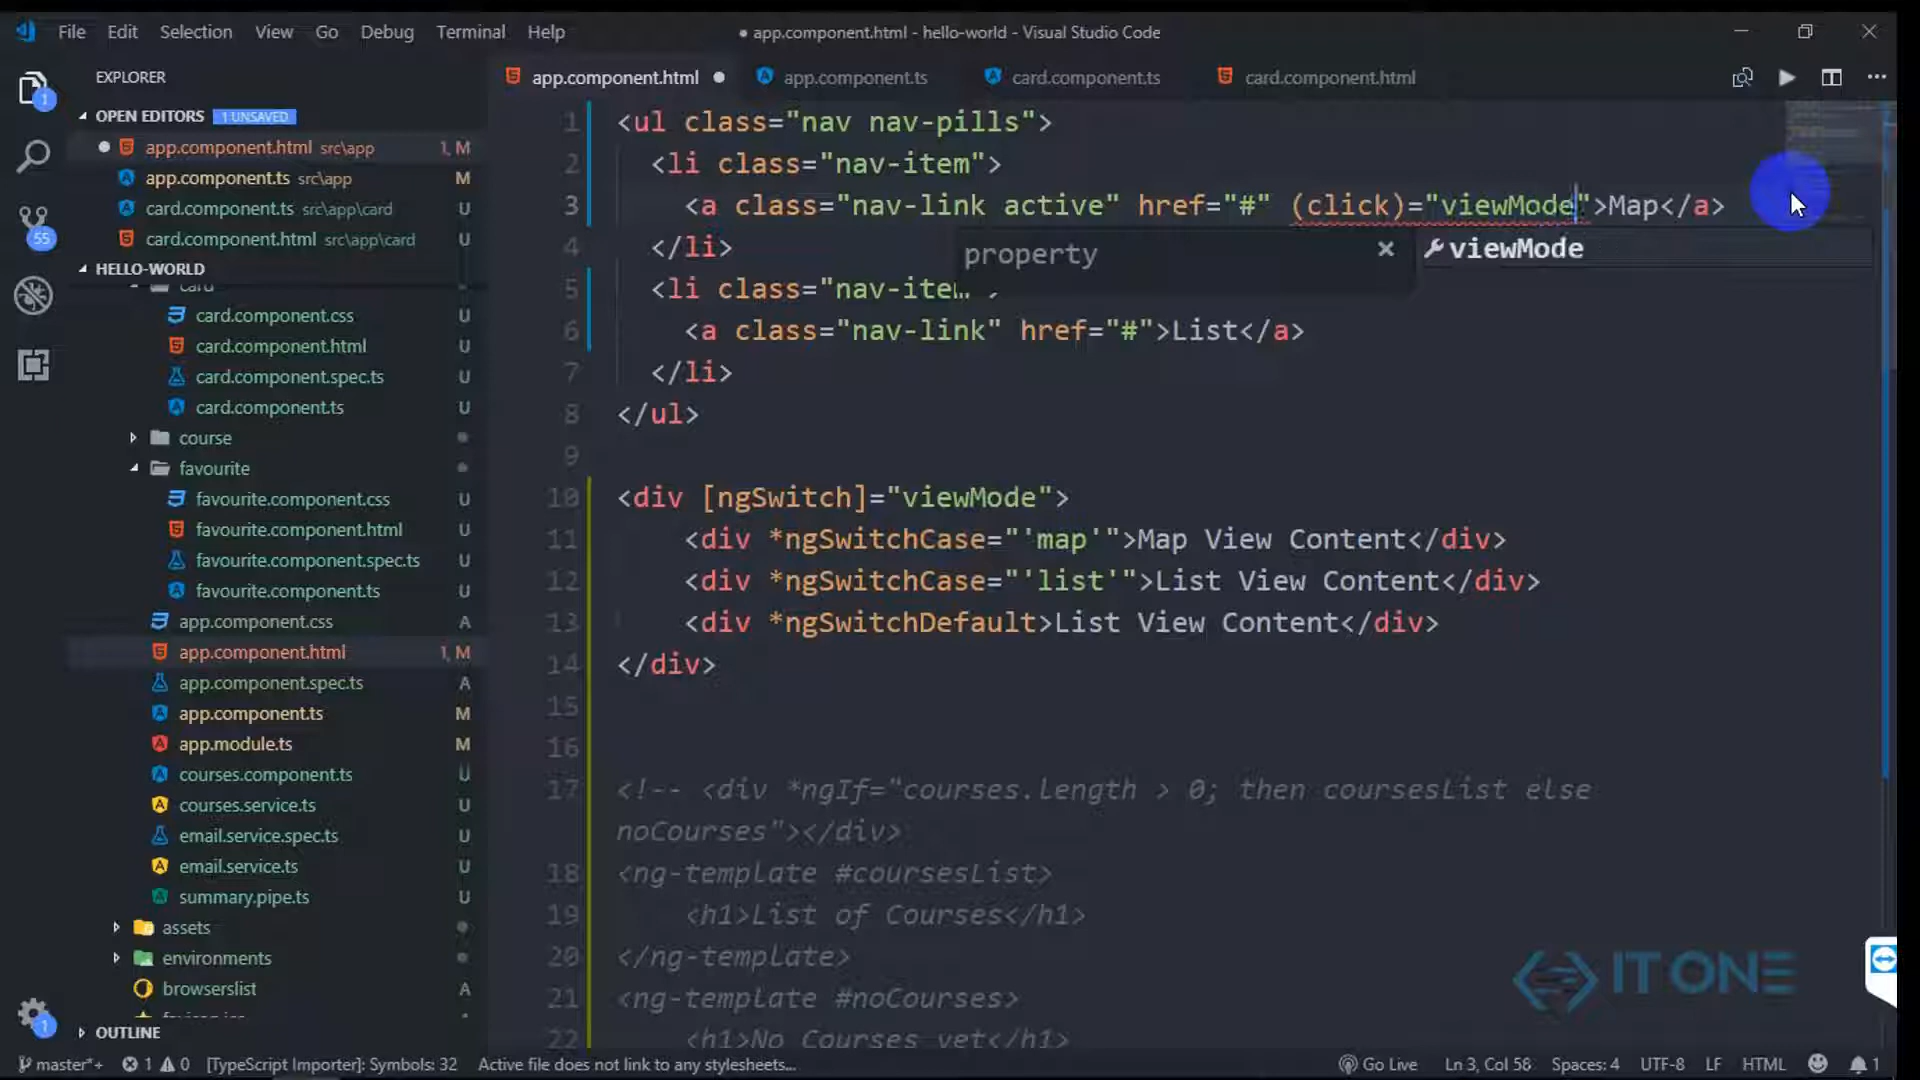 File Edit Selection View Go Debug Terminal Help
● app.component.html - hello-world - Visual Studio Code
EXPLORER
app.component.html
app.component.ts
card.component.ts
card.component.html
OPEN EDITORS 1 UNSAVED
app.component.html src\app 1, M
app.component.ts src\app M
card.component.ts src\app\card U
card.component.html src\app\card U
HELLO-WORLD
card
card.component.css U
card.component.html U
card.component.spec.ts U
card.component.ts U
course
favourite
favourite.component.css U
favourite.component.html U
favourite.component.spec.ts U
favourite.component.ts U
app.component.css A
app.component.html 1, M
app.component.spec.ts A
app.component.ts M
app.module.ts M
courses.component.ts U
courses.service.ts U
email.service.spec.ts U
email.service.ts U
summary.pipe.ts U
assets
environments
browserslist A
OUTLINE
1
55
1
1 <ul class="nav nav-pills">
2 <li class="nav-item">
3 <a class="nav-link active" href="#" (click)="viewMode">Map</a>
4 </li>
property
viewMode
5 <li class="nav-item
6 <a class="nav-link" href="#">List</a>
7 </li>
8 </ul>
9
10 <div [ngSwitch]="viewMode">
11 <div *ngSwitchCase="'map'">Map View Content</div>
12 <div *ngSwitchCase="'list'">List View Content</div>
13 <div *ngSwitchDefault>List View Content</div>
14 </div>
15
16
17 <!-- <div *ngIf="courses.length > 0; then coursesList else
noCourses"></div>
18 <ng-template #coursesList>
19 <h1>List of Courses</h1>
20 </ng-template>
21 <ng-template #noCourses>
22 <h1>No Courses yet</h1>
IT ONE
master*+ 1 0 [TypeScript Importer]: Symbols: 32 Active file does not link to any stylesheets... Go Live Ln 3, Col 58 Spaces: 4 UTF-8 LF HTML 1